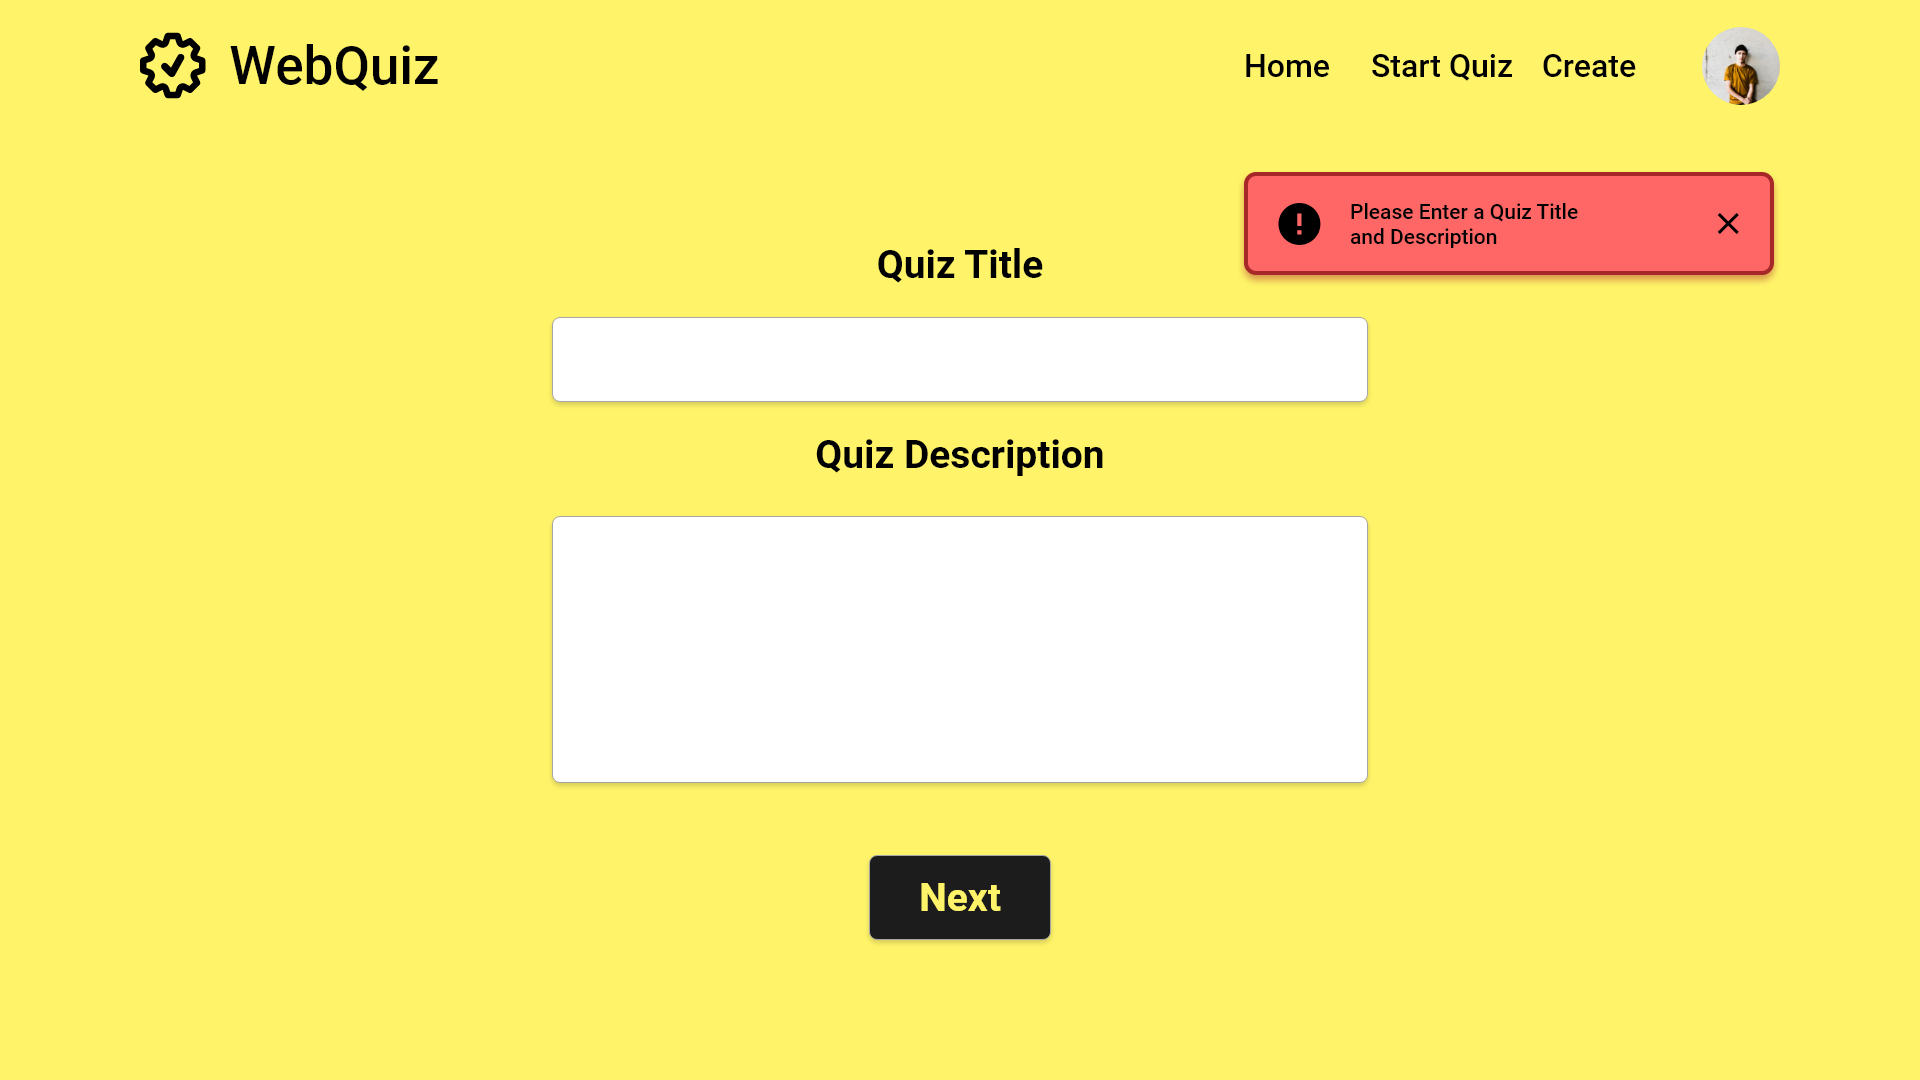 WebQuiz
Home
Start Quiz
Create
Please Enter a Quiz Title
and Description
Quiz Title
Quiz Description
Next